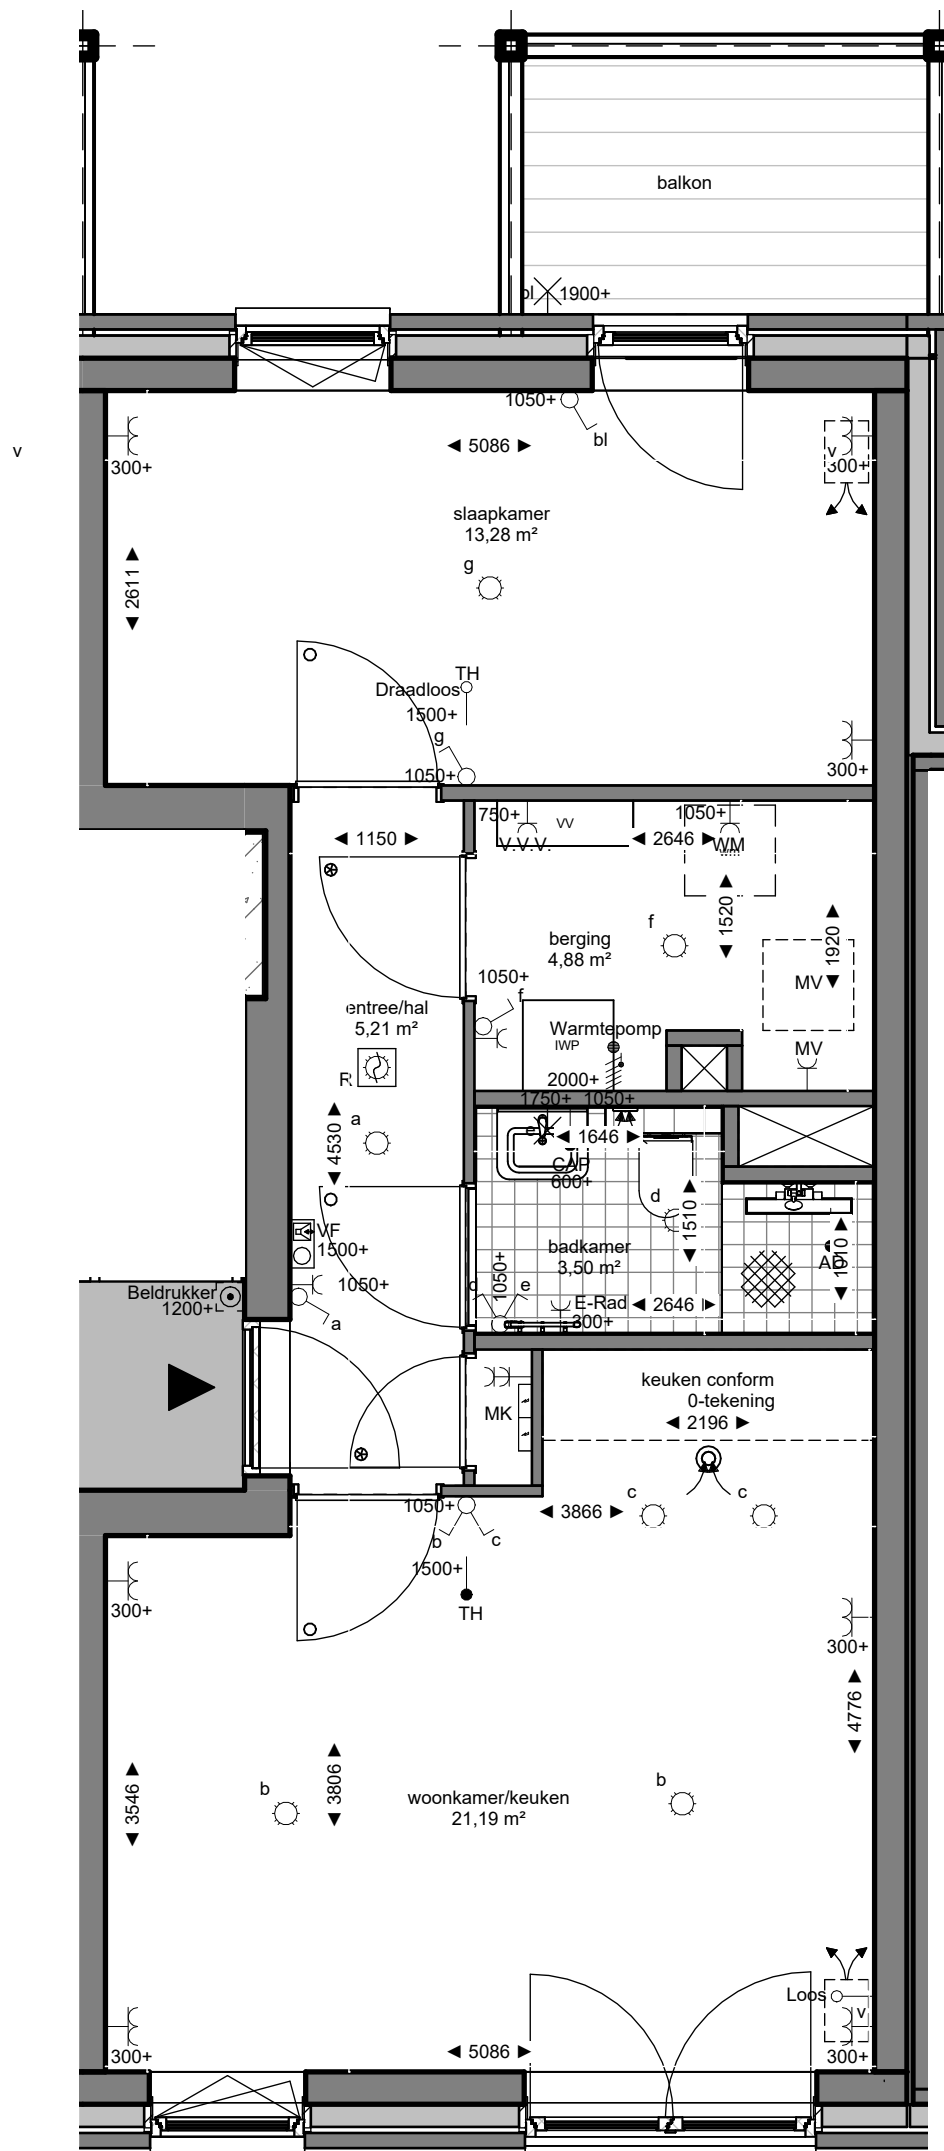 balkon
bl
1900+
1050+
bl
v
300+
5086
v
300+
slaapkamer
13,28 m²
g
2611
TH
Draadloos
1500+
g
1050+
300+
750+
VV
V.V.V.
1050+
1150
2646
WM
1520
f
berging
4,88 m²
1920
1050+
f
MV
entree/hal
5,21 m²
Warmtepomp
IWP
MV
R
2000+
1750+
1050+
a
4530
1646
CAP
600+
d
1510
VF
1500+
badkamer
3,50 m²
1010
AD
1050+
1050+
d
e
Beldrukker
1200+
E-Rad
300+
2646
a
keuken conform
0-tekening
2196
MK
c
c
1050+
3866
b
c
1500+
300+
TH
300+
4776
b
3546
3806
b
woonkamer/keuken
21,19 m²
Loos
v
300+
5086
300+